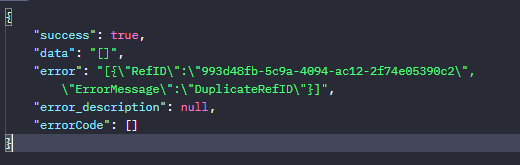 {
"success": true,
"data": "[]",
"error": "[{\"RefID\":\"993d48fb-5c9a-4094-ac12-2f74e05390c2\",
\"ErrorMessage\":\"DuplicateRefID\"}]",
"error_description": null,
"errorCode": []
}